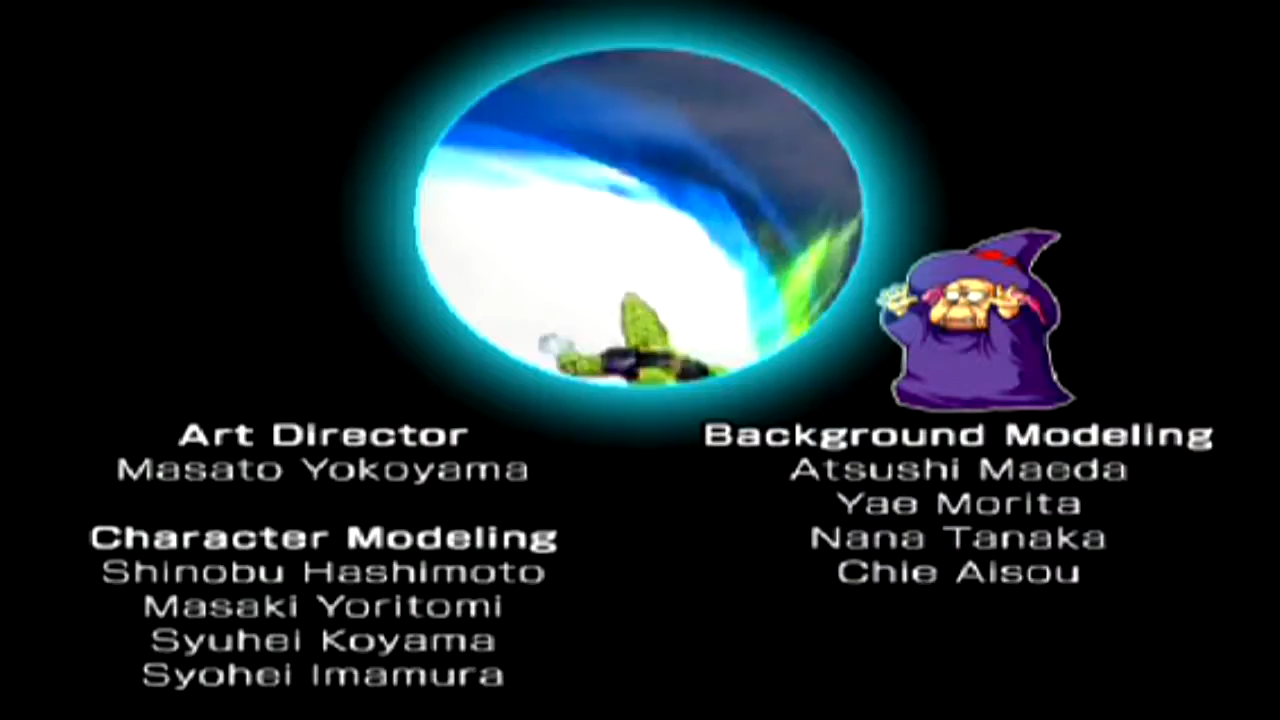 Art Director
Masato Yokoyama
Character Modeling
Shinobu Hashimoto
Masaki Yoritomi
Syuhei Koyama
Syohei Imamura
Background Modeling
Atsushi Maeda
Yae Morita
Nana Tanaka
Chie Aisou